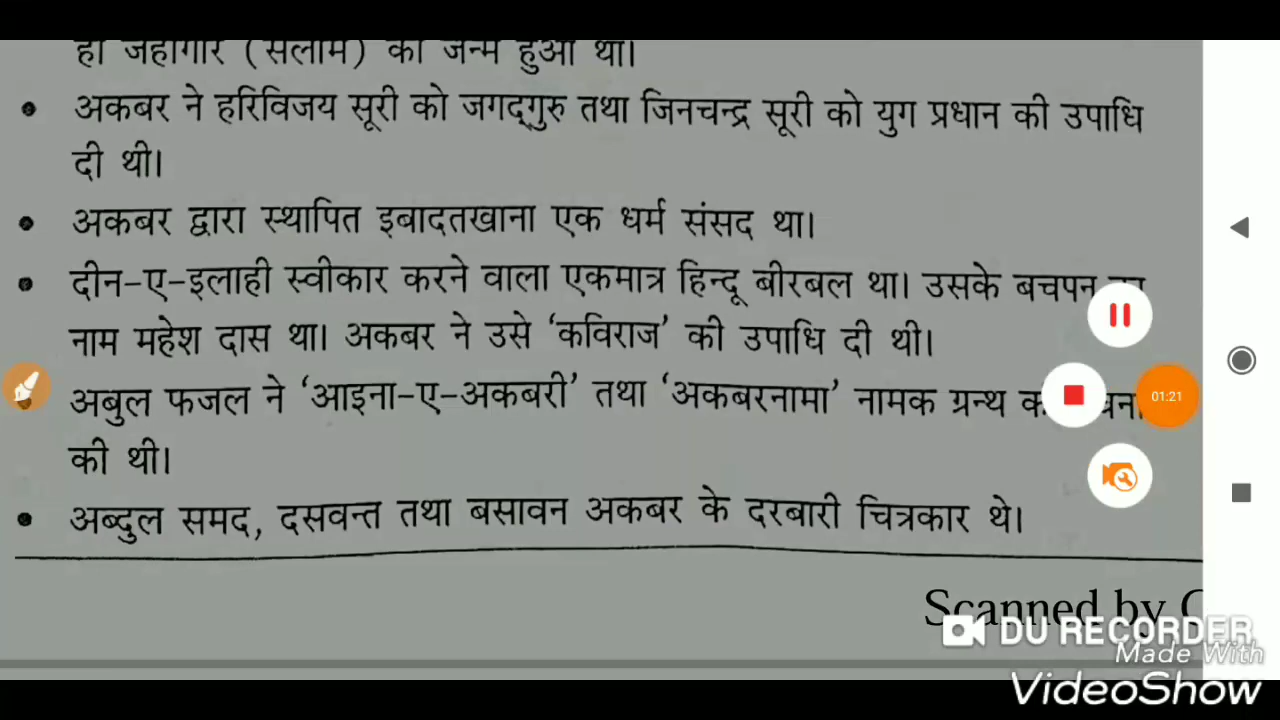 ही जहाँगीर (सलीम) का जन्म हुआ था।
• अकबर ने हरिविजय सूरी को जगद्गुरु तथा जिनचन्द्र सूरी को युग प्रधान की उपाधि
दी थी।
• अकबर द्वारा स्थापित इबादतखाना एक धर्म संसद था।
• दीन-ए-इलाही स्वीकार करने वाला एकमात्र हिन्दू बीरबल था। उसके बचपन
नाम महेश दास था। अकबर ने उसे ‘कविराज’ की उपाधि दी थी।
अबुल फजल ने ‘आइना-ए-अकबरी’ तथा ‘अकबरनामा’ नामक ग्रन्थ
की थी।
• अब्दुल समद, दसवन्त तथा बसावन अकबर के दरबारी चित्रकार थे।
01:21
Scanned by
DU RECORDER
Made With
VideoShow